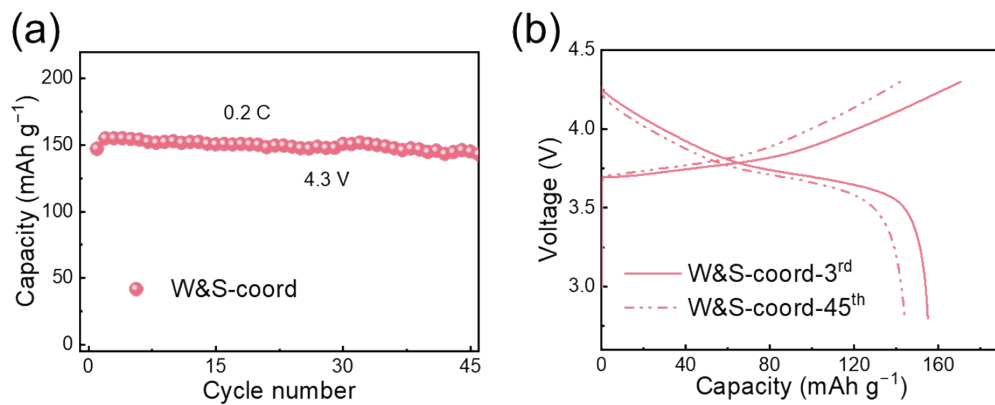 (a)
200
150
100
50
0
Capacity (mAh g⁻¹)
0.2 C
4.3 V
W&S-coord
0
15
30
45
Cycle number
(b)
4.5
4.0
3.5
3.0
Voltage (V)
W&S-coord-3rd
W&S-coord-45th
0
40
80
120
160
Capacity (mAh g⁻¹)